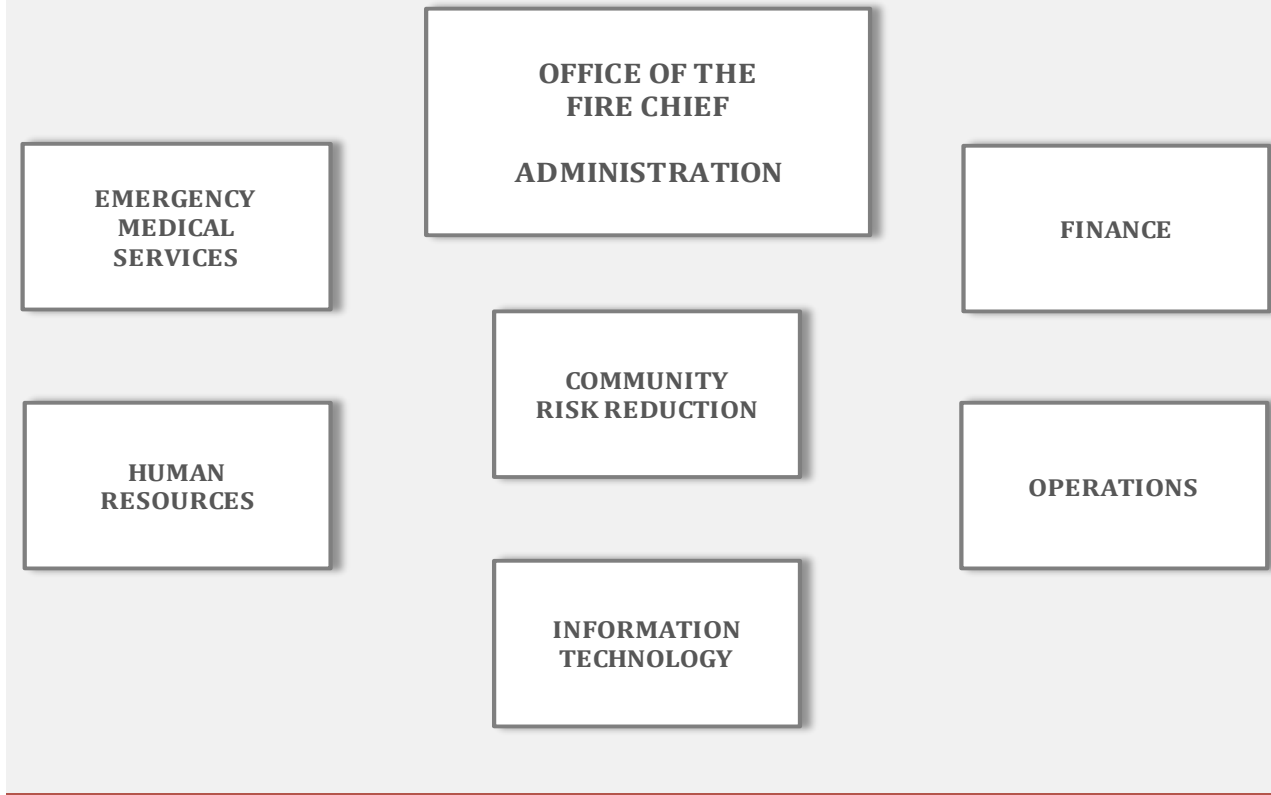 OFFICE OF THE
FIRE CHIEF
ADMINISTRATION
EMERGENCY
MEDICAL
SERVICES
FINANCE
COMMUNITY
RISK REDUCTION
HUMAN
RESOURCES
OPERATIONS
INFORMATION
TECHNOLOGY